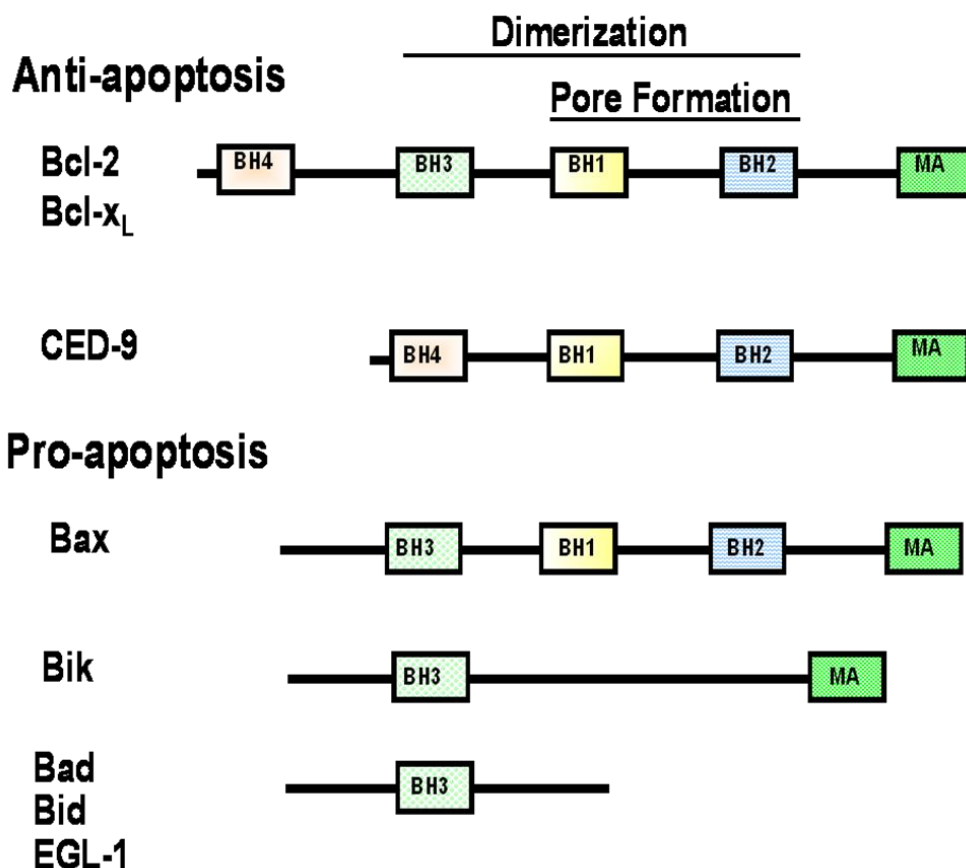 Dimerization
Anti-apoptosis
Pore Formation
Bcl-2 BH4 BH3 BH1 BH2 MA
Bcl-xL
CED-9 BH4 BH1 BH2 MA
Pro-apoptosis
Bax BH3 BH1 BH2 MA
Bik BH3 MA
Bad BH3
Bid
EGL-1